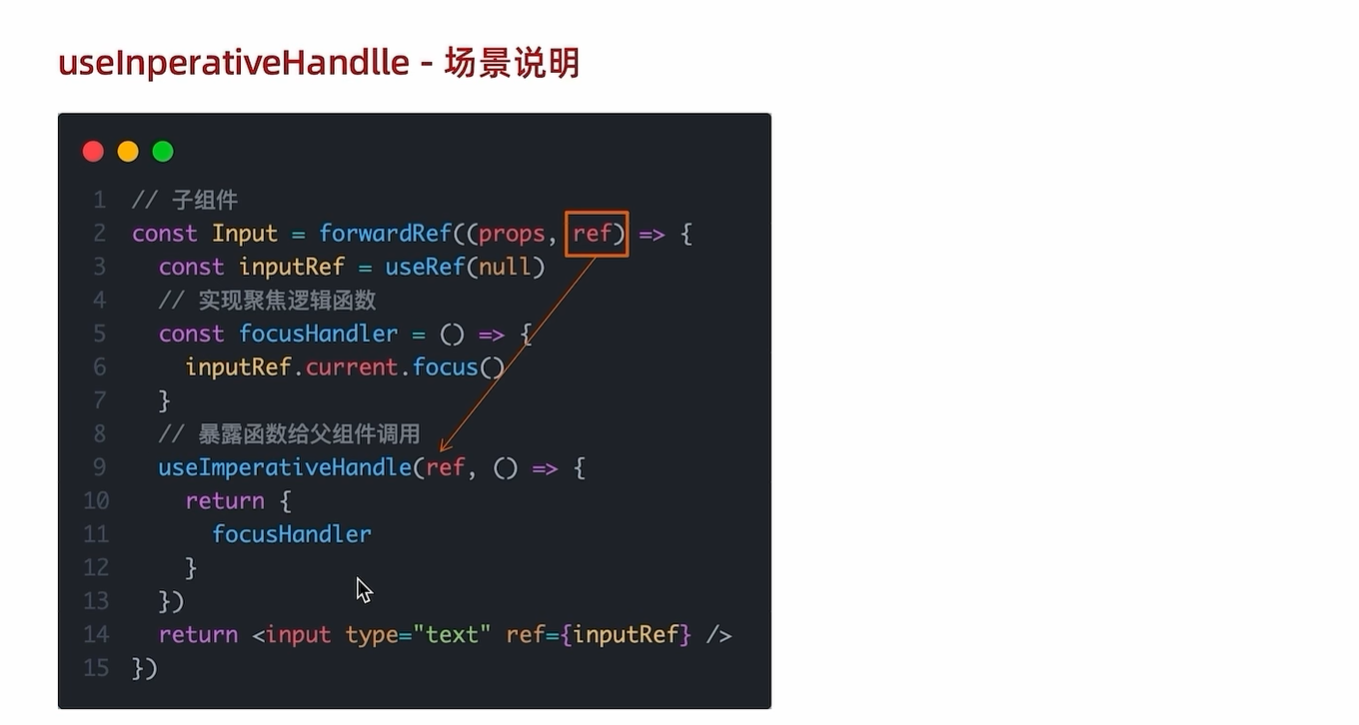 useInperativeHandlle - 场景说明
1 // 子组件
2 const Input = forwardRef((props, ref) => {
3   const inputRef = useRef(null)
4   // 实现聚焦逻辑函数
5   const focusHandler = () => {
6     inputRef.current.focus()
7   }
8   // 暴露函数给父组件调用
9   useImperativeHandle(ref, () => {
10     return {
11       focusHandler
12     }
13   })
14   return <input type="text" ref={inputRef} />
15 })